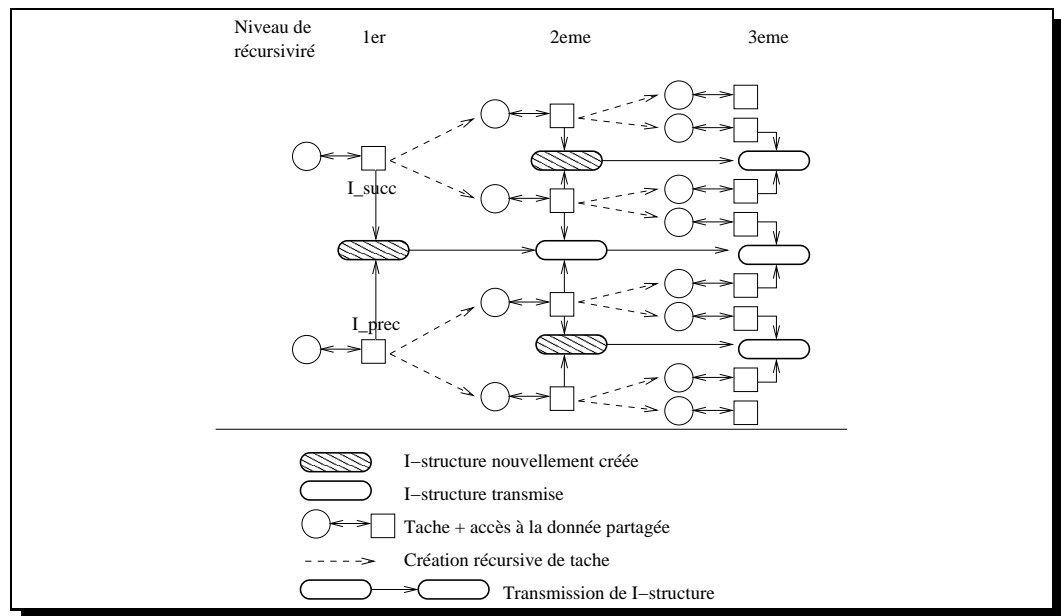 Niveau de
récursiviré
1er
2eme
3eme
I_succ
I_prec
I−structure nouvellement créée
I−structure transmise
Tache + accès à la donnée partagée
Création récursive de tache
Transmission de I−structure